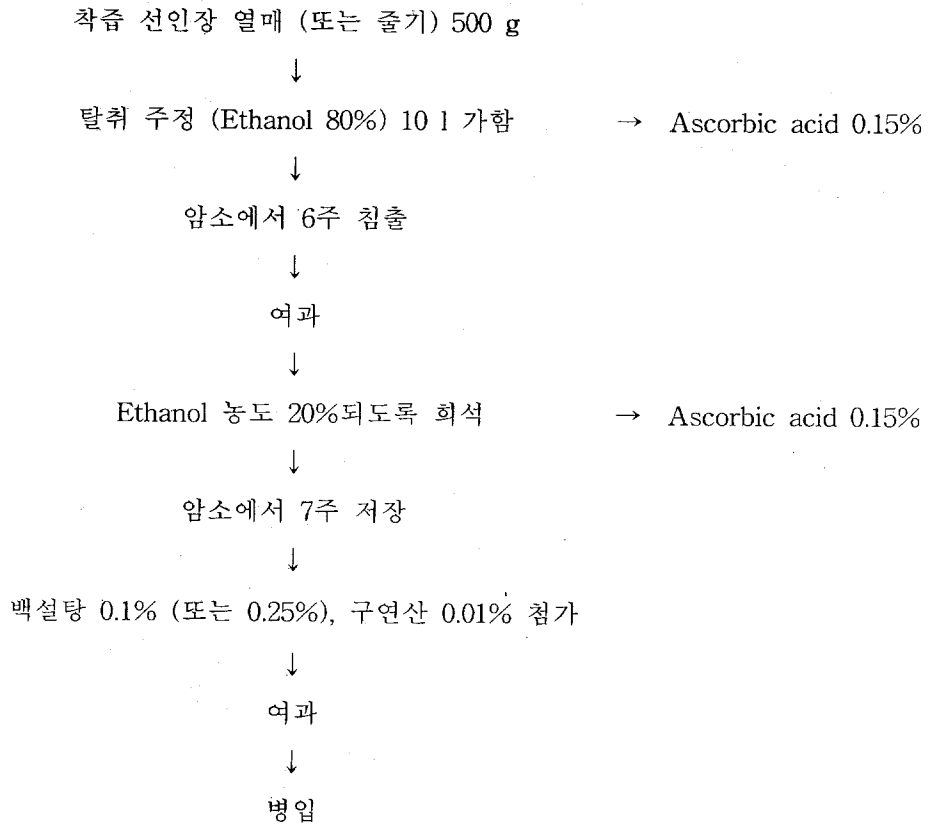 착즙 선인장 열매 (또는 줄기) 500 g
↓
탈취 주정 (Ethanol 80%) 10 l 가함 → Ascorbic acid 0.15%
↓
암소에서 6주 침출
↓
여과
↓
Ethanol 농도 20%되도록 희석 → Ascorbic acid 0.15%
↓
암소에서 7주 저장
↓
백설탕 0.1% (또는 0.25%), 구연산 0.01% 첨가
↓
여과
↓
병입